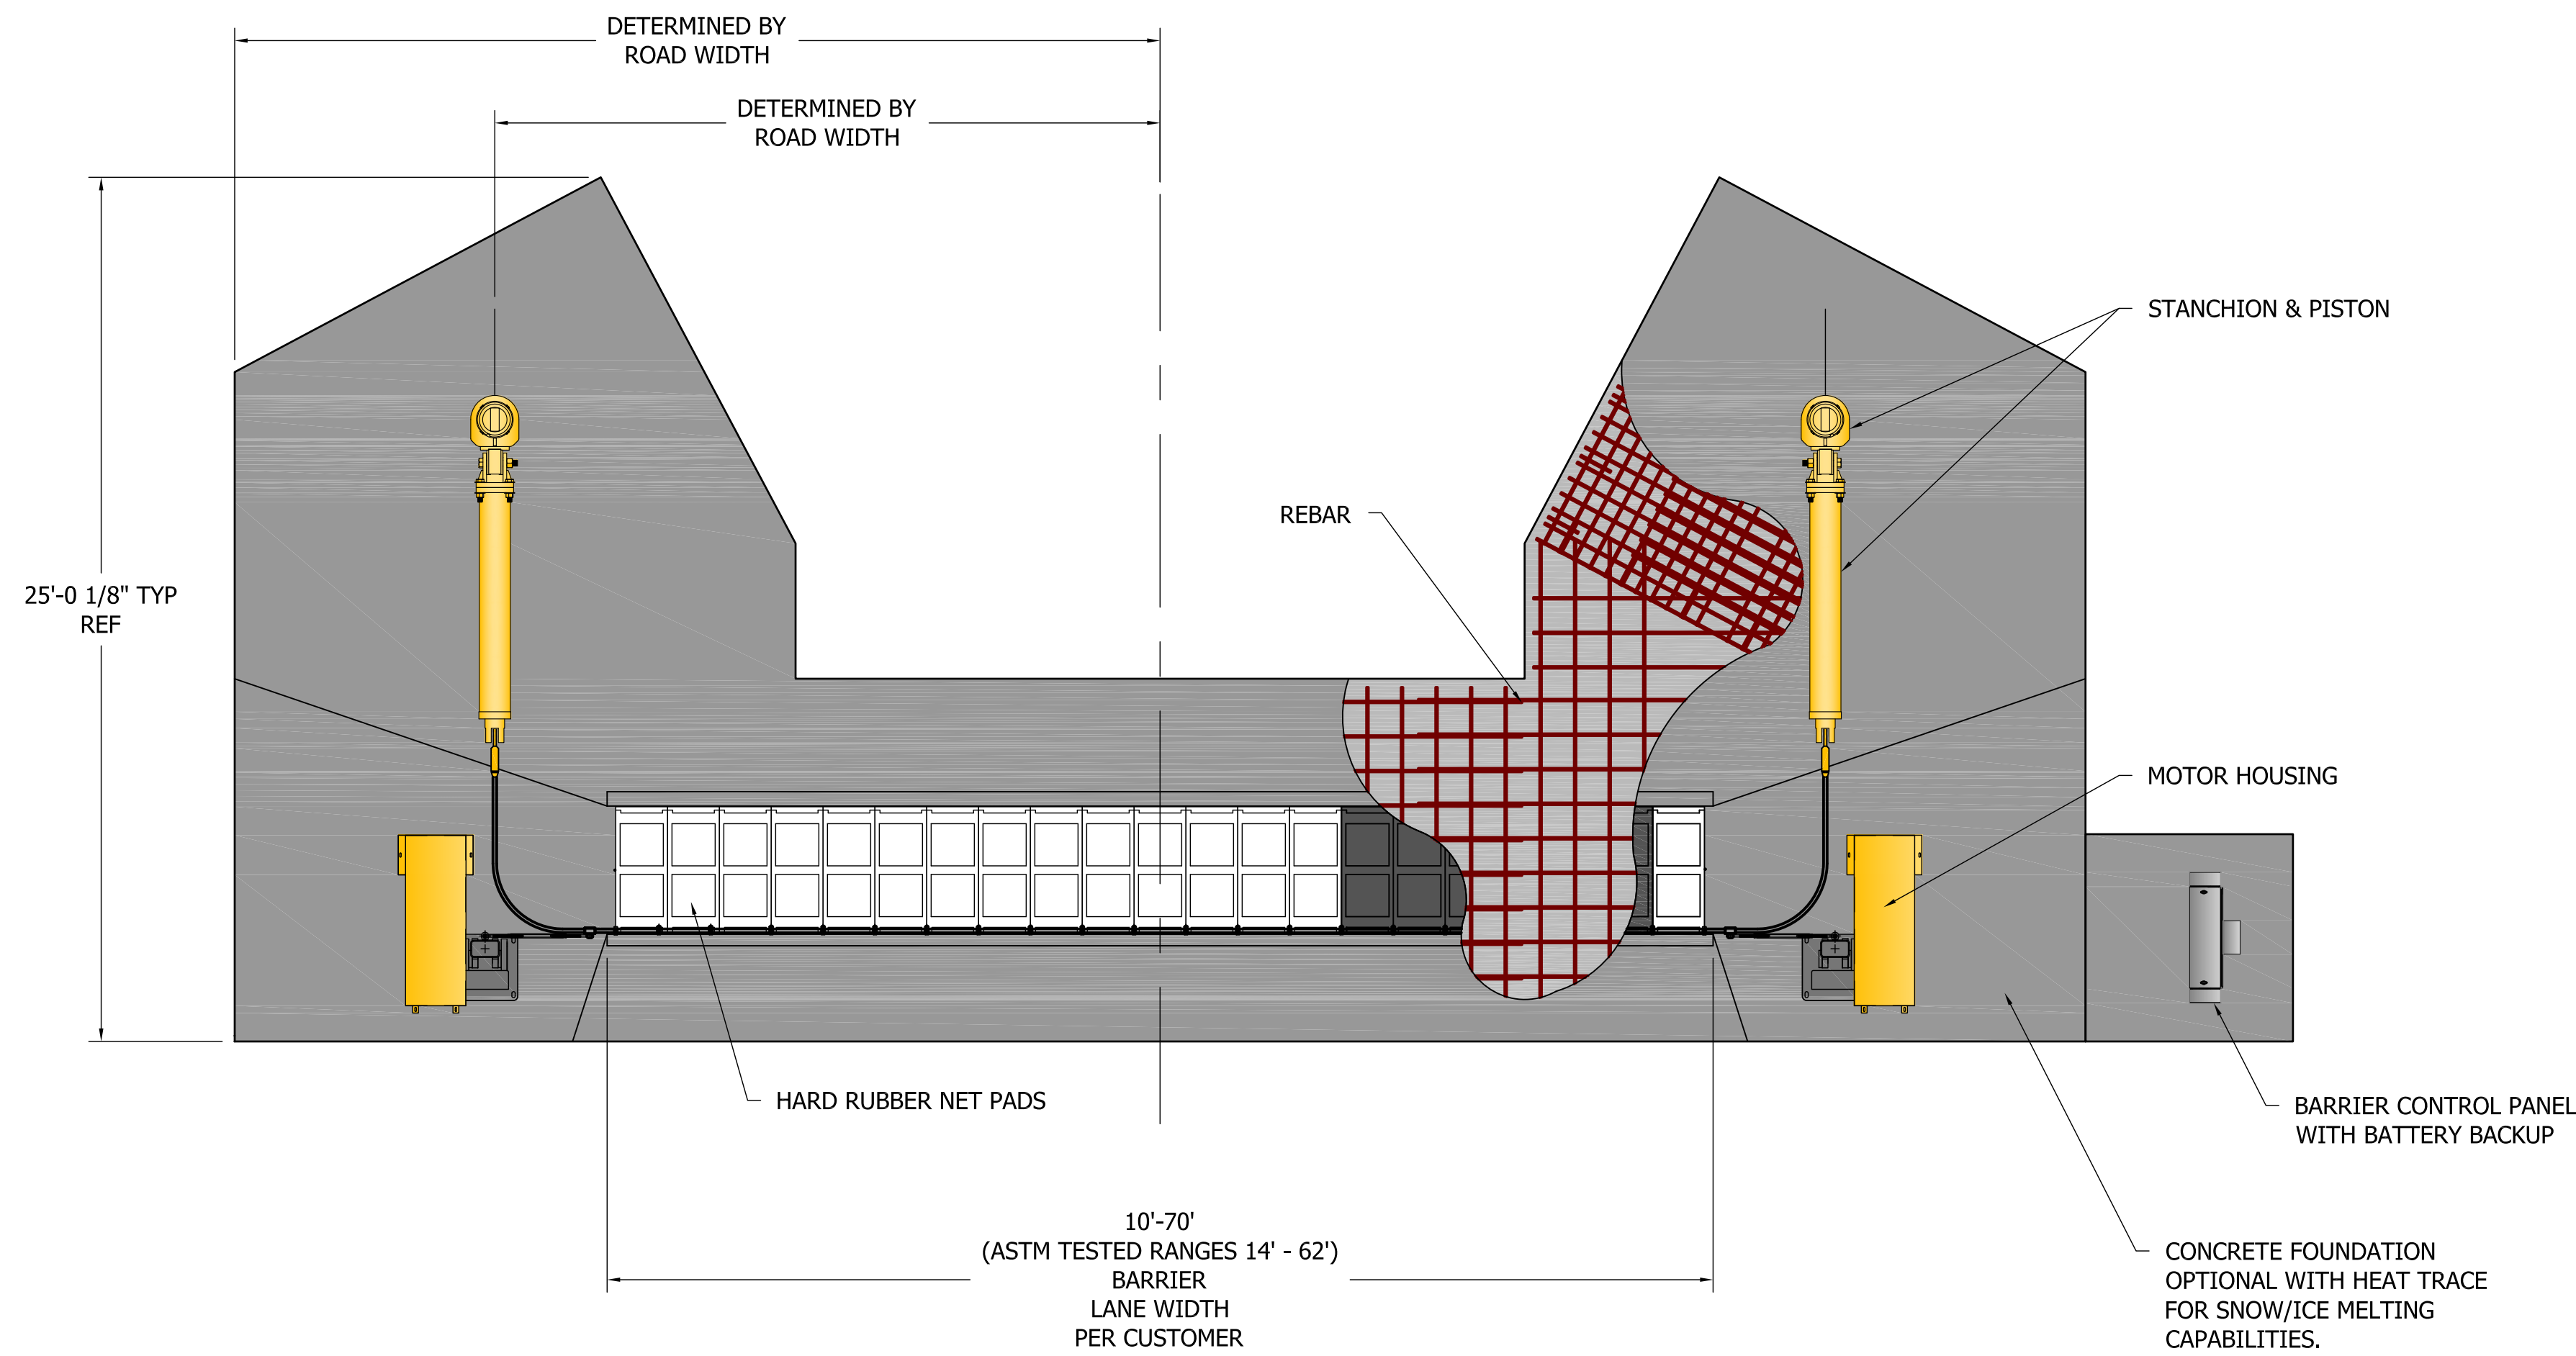 DETERMINED BY
ROAD WIDTH
DETERMINED BY
ROAD WIDTH
STANCHION & PISTON
REBAR
25'-0 1/8" TYP
REF
MOTOR HOUSING
HARD RUBBER NET PADS
BARRIER CONTROL PANEL
WITH BATTERY BACKUP
10'-70'
(ASTM TESTED RANGES 14' - 62')
BARRIER
LANE WIDTH
PER CUSTOMER
CONCRETE FOUNDATION
OPTIONAL WITH HEAT TRACE
FOR SNOW/ICE MELTING
CAPABILITIES.